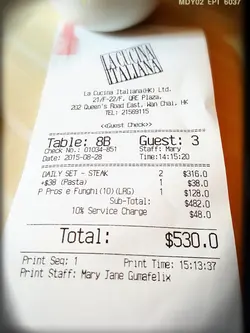 MDY02 EPT 6037
LA CUCINA
ITALIANA
La Cucina Italiana(HK) Ltd.
21/F-22/F. QRE Plaza,
202 Queen's Road East, Wan Chai, HK
TEL: 21569115
<<Guest Check>>
Table: 8B Guest: 3
Check No.: 01034-851 Staff: Mary
Date: 2015-08-28 Time:14:15:20
DAILY SET - STEAK 2 $316.0
+$38 (Pasta) 1 $38.0
P Pros e Funghi(10)(LRG) 1 $128.0
Sub-Total: $482.0
10% Service Charge $48.0
Total: $530.0
Print Seq: 1 Print Time: 15:13:37
Print Staff: Mary Jane Gumafelix